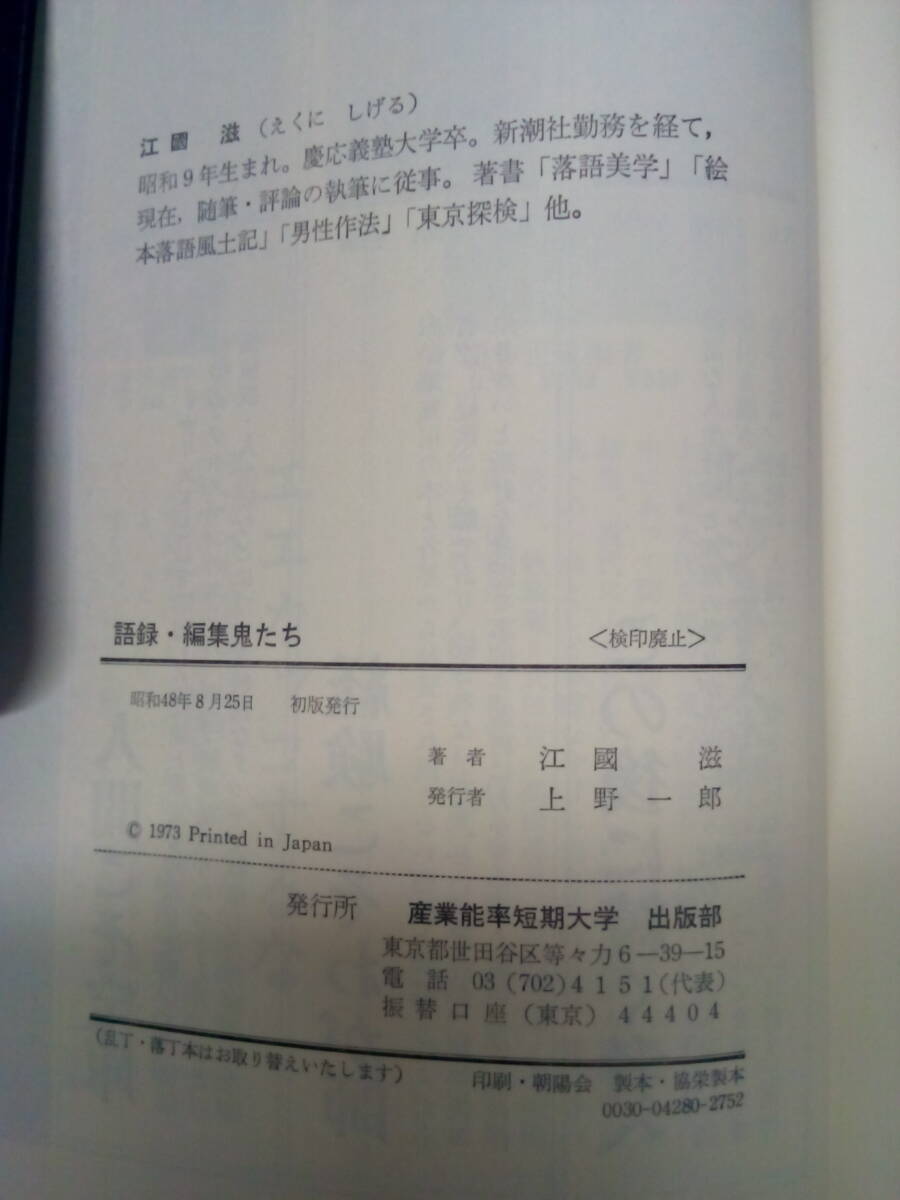 江國　滋（えくに　しげる）
昭和９年生まれ。慶応義塾大学卒。新潮社勤務を経て，
現在，随筆・評論の執筆に従事。著書「落語美学」「絵
本落語風土記」「男性作法」「東京探検」他。
語録・編集鬼たち　＜検印廃止＞
昭和48年８月25日　初版発行
著者　江國　滋
発行者　上野一郎
© 1973 Printed in Japan
発行所　産業能率短期大学　出版部
東京都世田谷区等々力６―39―15
電話　03（702）4151（代表）
振替口座（東京）44404
（乱丁・落丁本はお取り替えいたします）
印刷・朝陽会　製本・協栄製本
0030-04280-2752